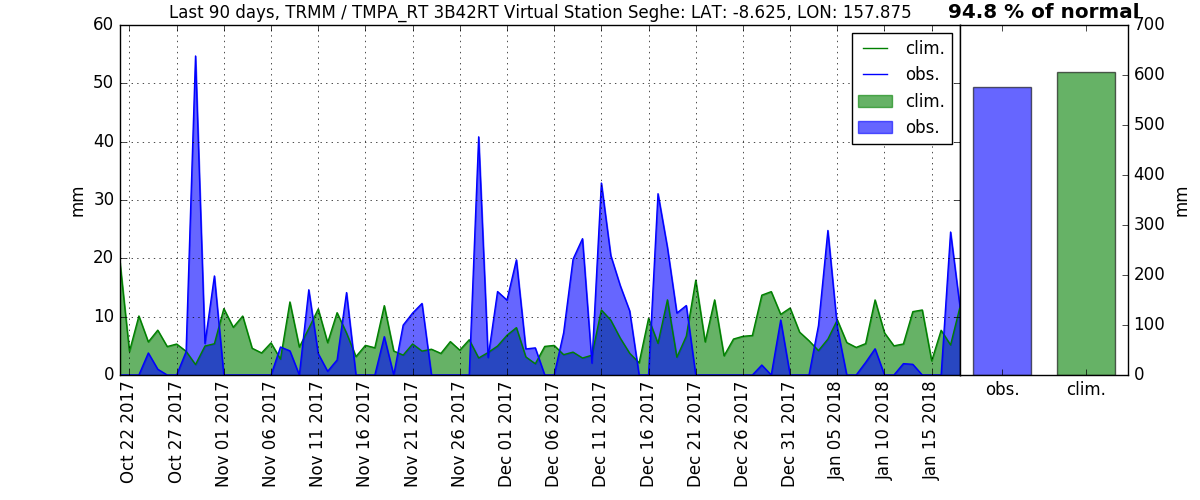 Last 90 days, TRMM / TMPA_RT 3B42RT Virtual Station Seghe: LAT: -8.625, LON: 157.875
94.8 % of normal
60
50
40
30
20
10
0
mm
clim.
obs.
clim.
obs.
700
600
500
400
300
200
100
0
mm
obs.
clim.
Oct 22 2017
Oct 27 2017
Nov 01 2017
Nov 06 2017
Nov 11 2017
Nov 16 2017
Nov 21 2017
Nov 26 2017
Dec 01 2017
Dec 06 2017
Dec 11 2017
Dec 16 2017
Dec 21 2017
Dec 26 2017
Dec 31 2017
Jan 05 2018
Jan 10 2018
Jan 15 2018